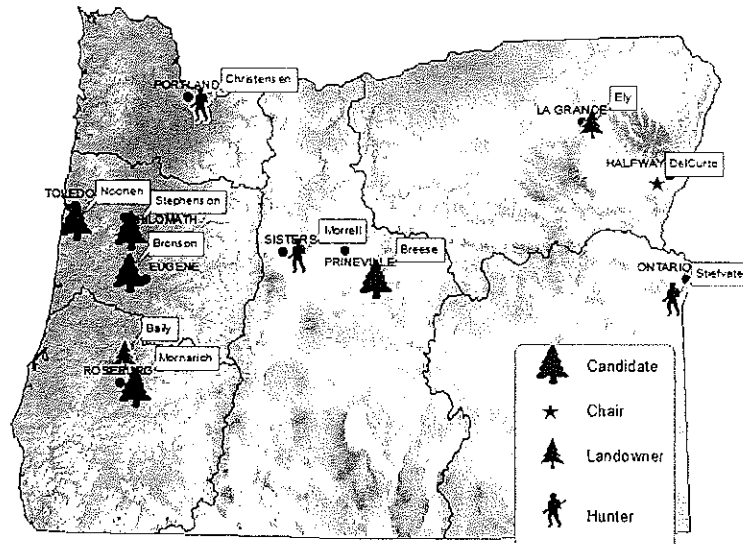 PORTLAND
Christensen
Ely
LA GRANDE
HALFWAY
DelCurto
TOLEDO
Noonen
Stephenson
Bronson
EUGENE
SISTERS
Morrell
PRINEVILLE
Breese
ONTARIO
Baily
Mornarich
ROSEBURG
Candidate
Chair
Landowner
Hunter